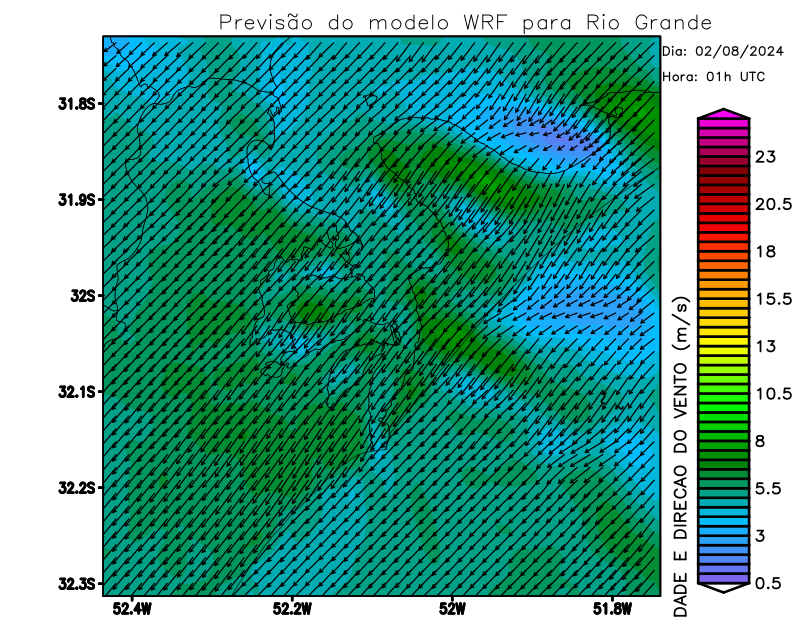 Previsão do modelo WRF para Rio Grande
Dia: 02/08/2024
Hora: 01h UTC
31.8S
31.9S
32S
32.1S
32.2S
32.3S
52.4W
52.2W
52W
51.8W
23
20.5
18
15.5
13
10.5
8
5.5
3
0.5
DADE E DIRECAO DO VENTO (m/s)